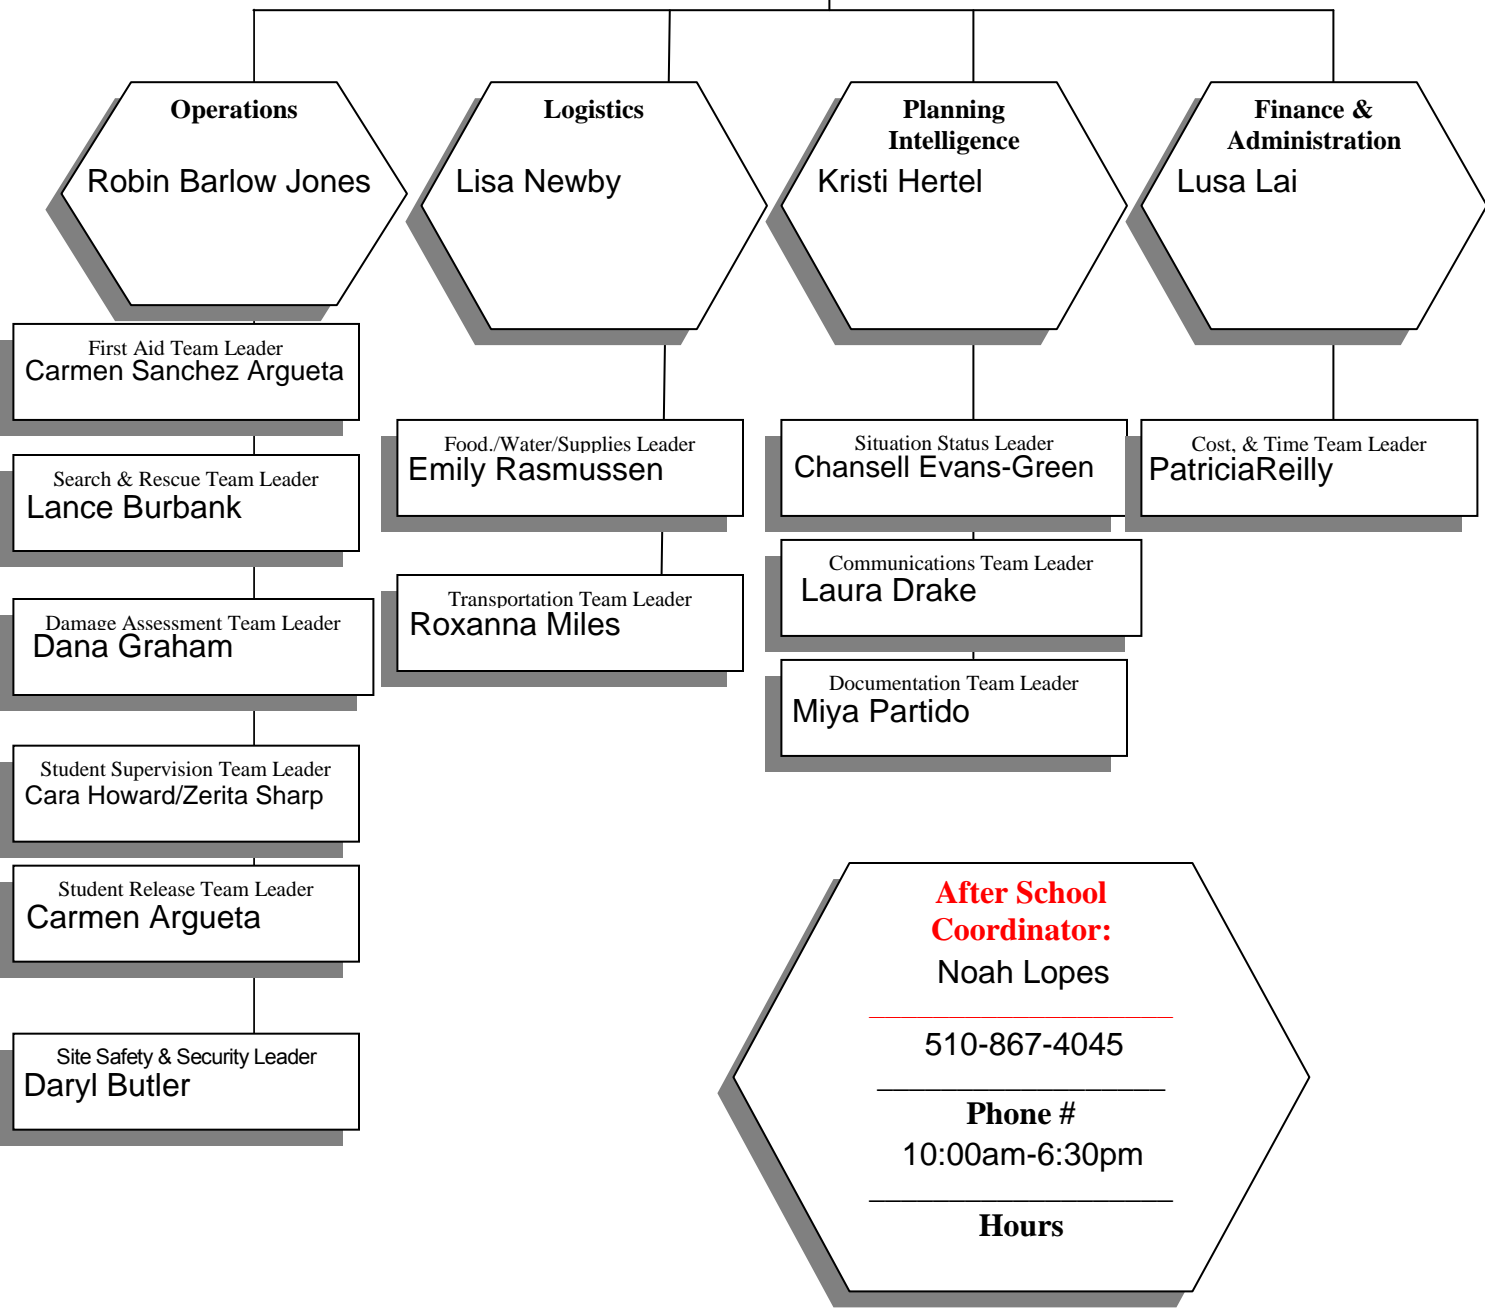 Operations
Robin Barlow Jones
Logistics
Lisa Newby
Planning
Intelligence
Kristi Hertel
Finance &
Administration
Lusa Lai
First Aid Team Leader
Carmen Sanchez Argueta
Search & Rescue Team Leader
Lance Burbank
Damage Assessment Team Leader
Dana Graham
Student Supervision Team Leader
Cara Howard/Zerita Sharp
Student Release Team Leader
Carmen Argueta
Site Safety & Security Leader
Daryl Butler
Food./Water/Supplies Leader
Emily Rasmussen
Transportation Team Leader
Roxanna Miles
Situation Status Leader
Chansell Evans-Green
Communications Team Leader
Laura Drake
Documentation Team Leader
Miya Partido
Cost, & Time Team Leader
PatriciaReilly
After School
Coordinator:
Noah Lopes
510-867-4045
Phone #
10:00am-6:30pm
Hours